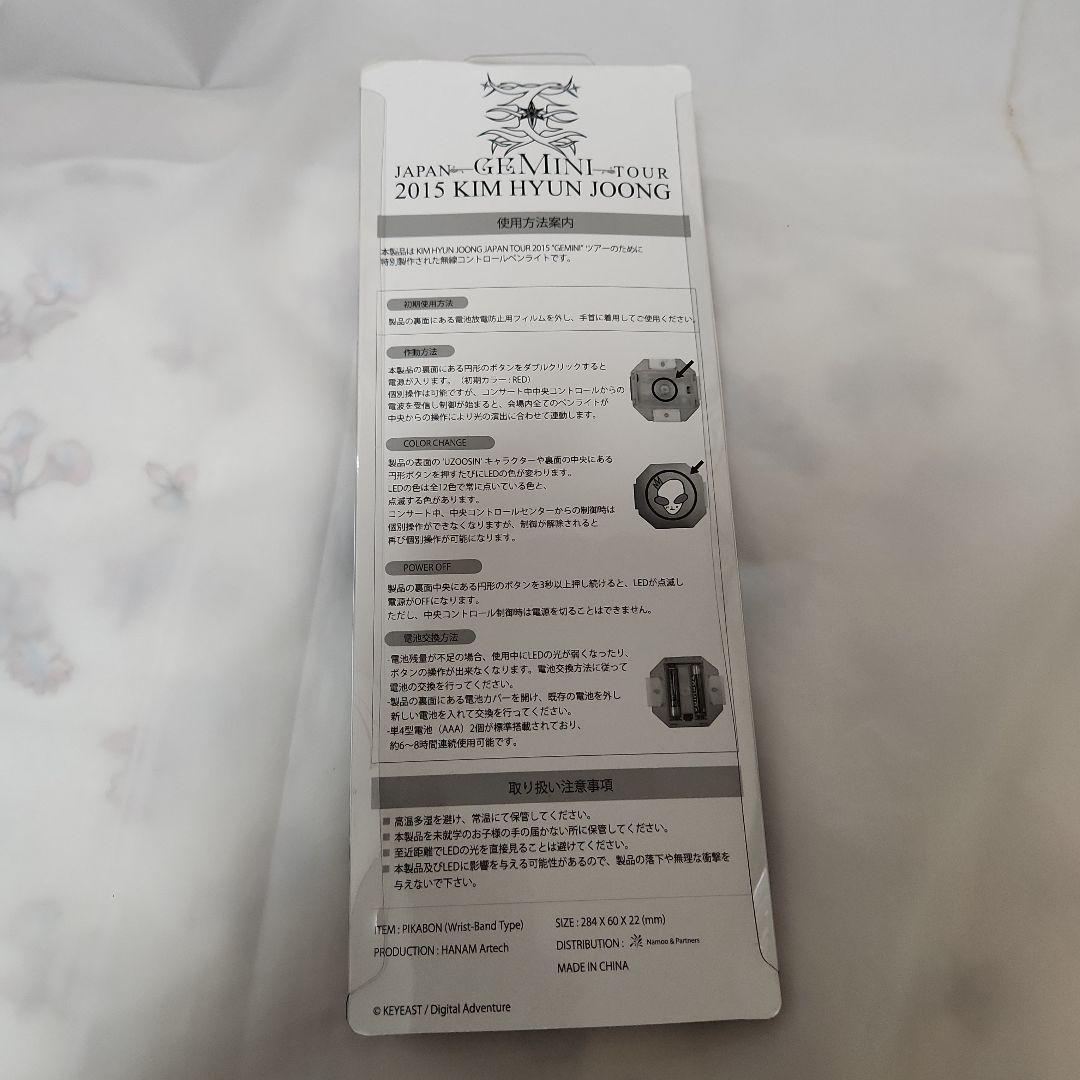 JAPAN GEMINI TOUR
2015 KIM HYUN JOONG
使用方法案内
本製品は KIM HYUN JOONG JAPAN TOUR 2015 "GEMINI" ツアーのために
特別製作された無線コントロールペンライトです。
初期使用方法
製品の裏面にある電池放電防止用フィルムを外し、手首に着用してご使用ください。
作動方法
本製品の裏面にある円形のボタンをダブルクリックすると
電源が入ります。（初期カラー : RED）
個別操作は可能ですが、コンサート中中央コントロールからの
電波を受信し制御が始まると、会場内全てのペンライトが
中央からの操作により光の演出に合わせて連動します。
COLOR CHANGE
製品の表面の 'UZOOSIN' キャラクターや裏面の中央にある
円形ボタンを押すたびにLEDの色が変わります。
LEDの色は全12色で常に点いている色と、
点滅する色があります。
コンサート中、中央コントロールセンターからの制御時は
個別操作ができなくなりますが、制御が解除されると
再び個別操作が可能になります。
POWER OFF
製品の裏面中央にある円形のボタンを3秒以上押し続けると、LEDが点滅し
電源がOFFになります。
ただし、中央コントロール制御時は電源を切ることはできません。
電池交換方法
-電池残量が不足の場合、使用中にLEDの光が弱くなったり、
ボタンの操作が出来なくなります。電池交換方法に従って
電池の交換を行ってください。
-製品の裏面にある電池カバーを開け、既存の電池を外し
新しい電池を入れて交換を行ってください。
-単4型電池（AAA）2個が標準搭載されており、
約6〜8時間連続使用可能です。
取り扱い注意事項
■ 高温多湿を避け、常温にて保管してください。
■ 本製品を未就学のお子様の手の届かない所に保管してください。
■ 至近距離でLEDの光を直接見ることは避けてください。
■ 本製品及びLEDに影響を与える可能性があるので、製品の落下や無理な衝撃を
与えないで下さい。
ITEM : PIKABON (Wrist-Band Type) SIZE : 284 X 60 X 22 (mm)
PRODUCTION : HANAM Artech DISTRIBUTION : Namoo & Partners
MADE IN CHINA
© KEYEAST / Digital Adventure